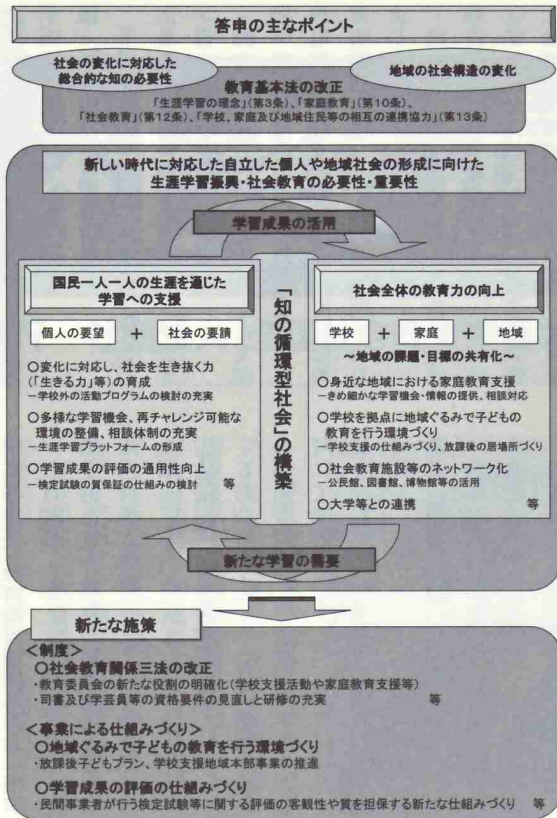 答申の主なポイント
社会の変化に対応した
総合的な知の必要性
地域の社会構造の変化
教育基本法の改正
「生涯学習の理念」(第3条)、「家庭教育」(第10条)、
「社会教育」(第12条)、「学校、家庭及び地域住民等の相互の連携協力」(第13条)
新しい時代に対応した自立した個人や地域社会の形成に向けた
生涯学習振興・社会教育の必要性・重要性
学習成果の活用
国民一人一人の生涯を通じた
学習への支援
個人の要望 + 社会の要請
○変化に対応し、社会を生き抜く力
(「生きる力」等)の育成
－学校外の活動プログラムの検討の充実
○多様な学習機会、再チャレンジ可能な
環境の整備、相談体制の充実
－生涯学習プラットフォームの形成
○学習成果の評価の通用性向上
－検定試験の質保証の仕組みの検討 等
「知の循環型社会」の構築
社会全体の教育力の向上
学校 + 家庭 + 地域
～地域の課題・目標の共有化～
○身近な地域における家庭教育支援
－きめ細かな学習機会・情報の提供、相談対応
○学校を拠点に地域ぐるみで子どもの
教育を行う環境づくり
－学校支援の仕組みづくり、放課後の居場所づくり
○社会教育施設等のネットワーク化
－公民館、図書館、博物館等の活用
○大学等との連携 等
新たな学習の需要
新たな施策
＜制度＞
○社会教育関係三法の改正
・教育委員会の新たな役割の明確化(学校支援活動や家庭教育支援等)
・司書及び学芸員等の資格要件の見直しと研修の充実 等
＜事業による仕組みづくり＞
○地域ぐるみで子どもの教育を行う環境づくり
・放課後子どもプラン、学校支援地域本部事業の推進
○学習成果の評価の仕組みづくり
・民間事業者が行う検定試験等に関する評価の客観性や質を担保する新たな仕組みづくり 等